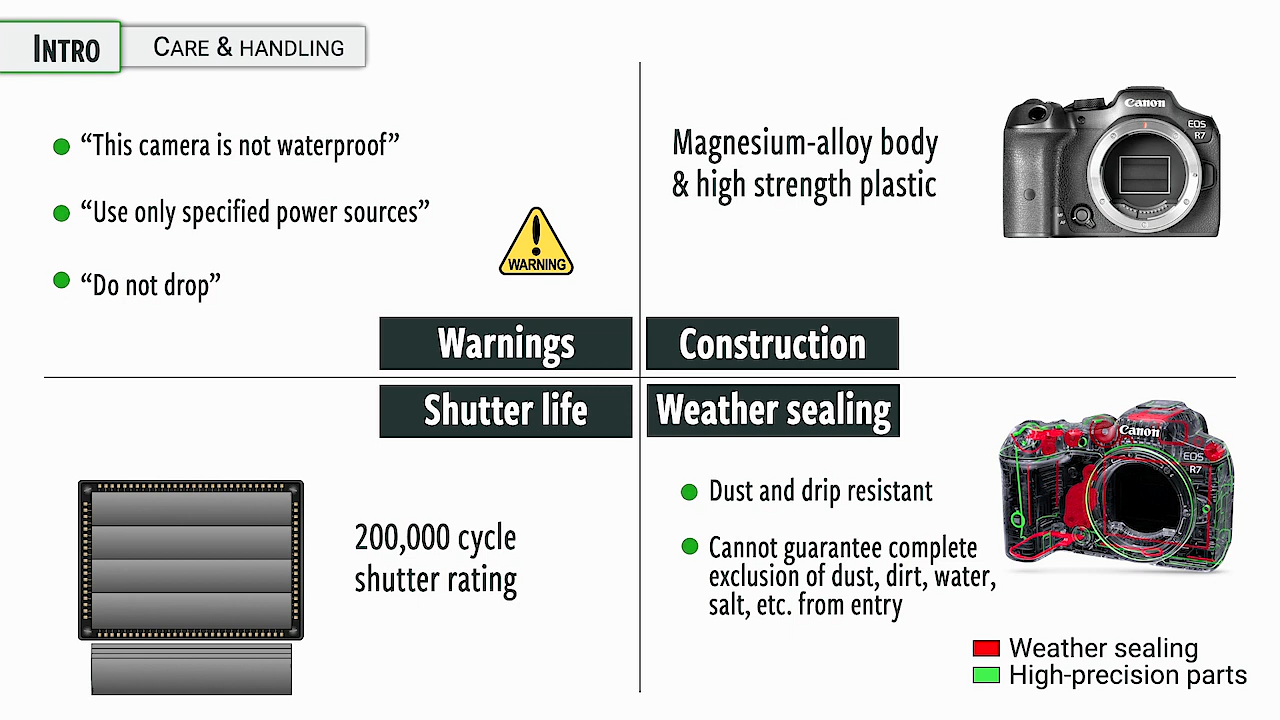 INTRO
CARE & HANDLING
“This camera is not waterproof”
“Use only specified power sources”
“Do not drop”
WARNING
Warnings
Magnesium-alloy body
& high strength plastic
Canon
EOS
R7
Construction
Shutter life
200,000 cycle
shutter rating
Weather sealing
Dust and drip resistant
Cannot guarantee complete
exclusion of dust, dirt, water,
salt, etc. from entry
Canon
EOS
R7
Weather sealing
High-precision parts